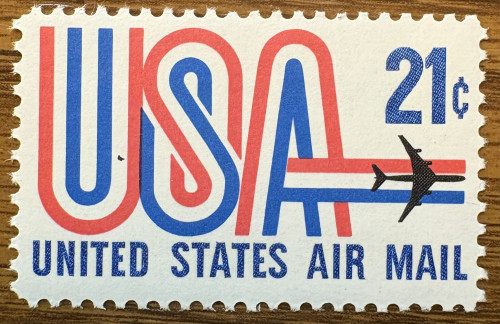 USA 21¢
UNITED STATES AIR MAIL